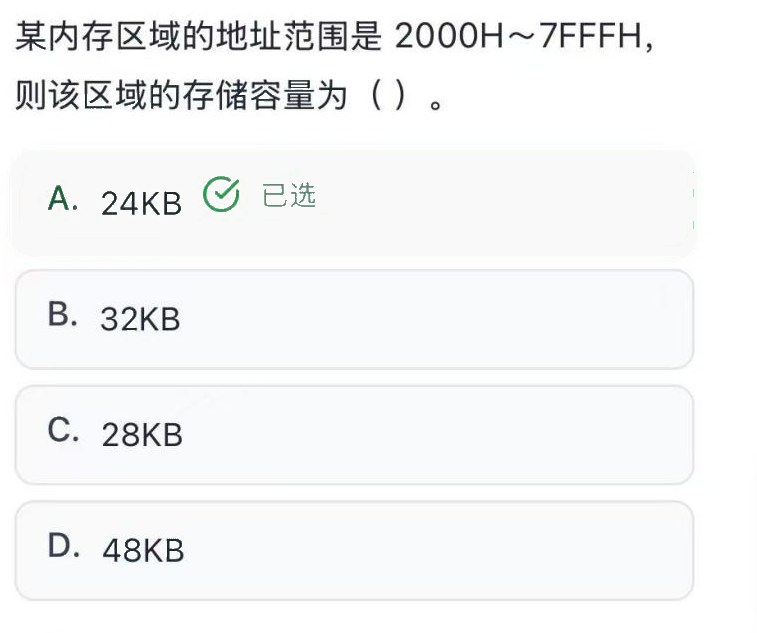 某内存区域的地址范围是 2000H～7FFFH,
则该区域的存储容量为（ ）。
A. 24KB 已选
B. 32KB
C. 28KB
D. 48KB